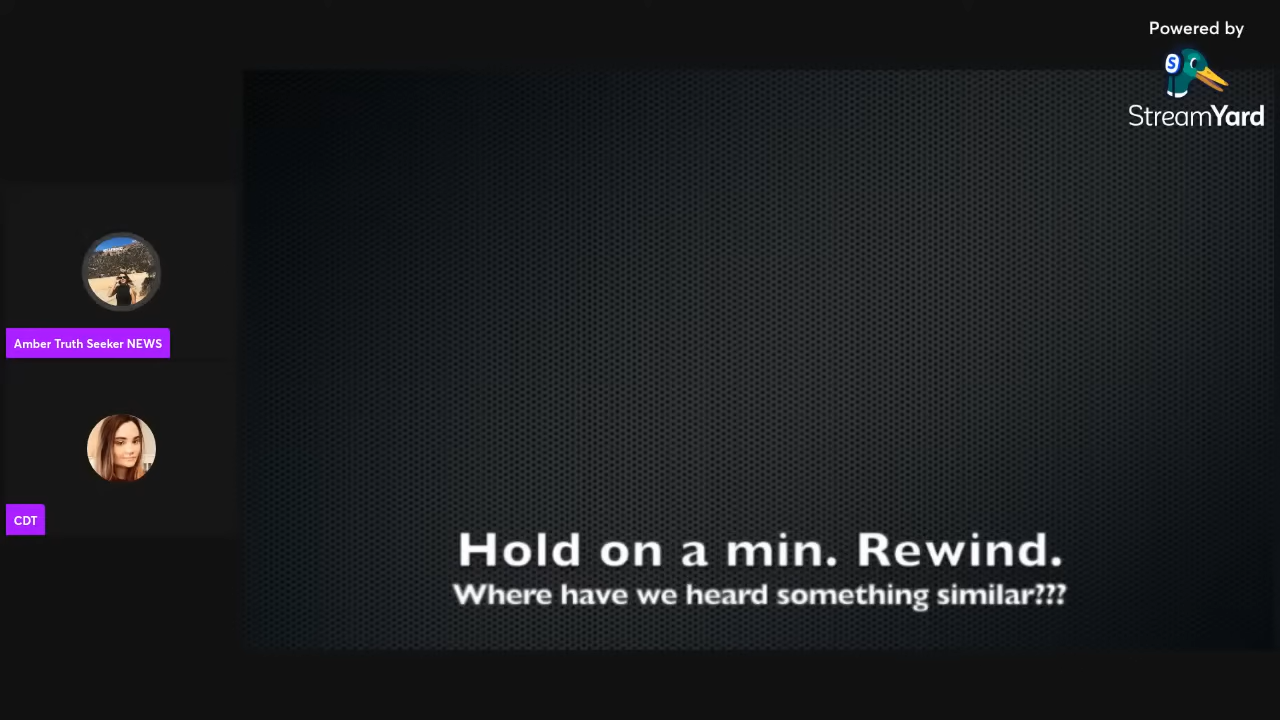 Powered by
S
StreamYard
Amber Truth Seeker NEWS
CDT
Hold on a min. Rewind.
Where have we heard something similar???